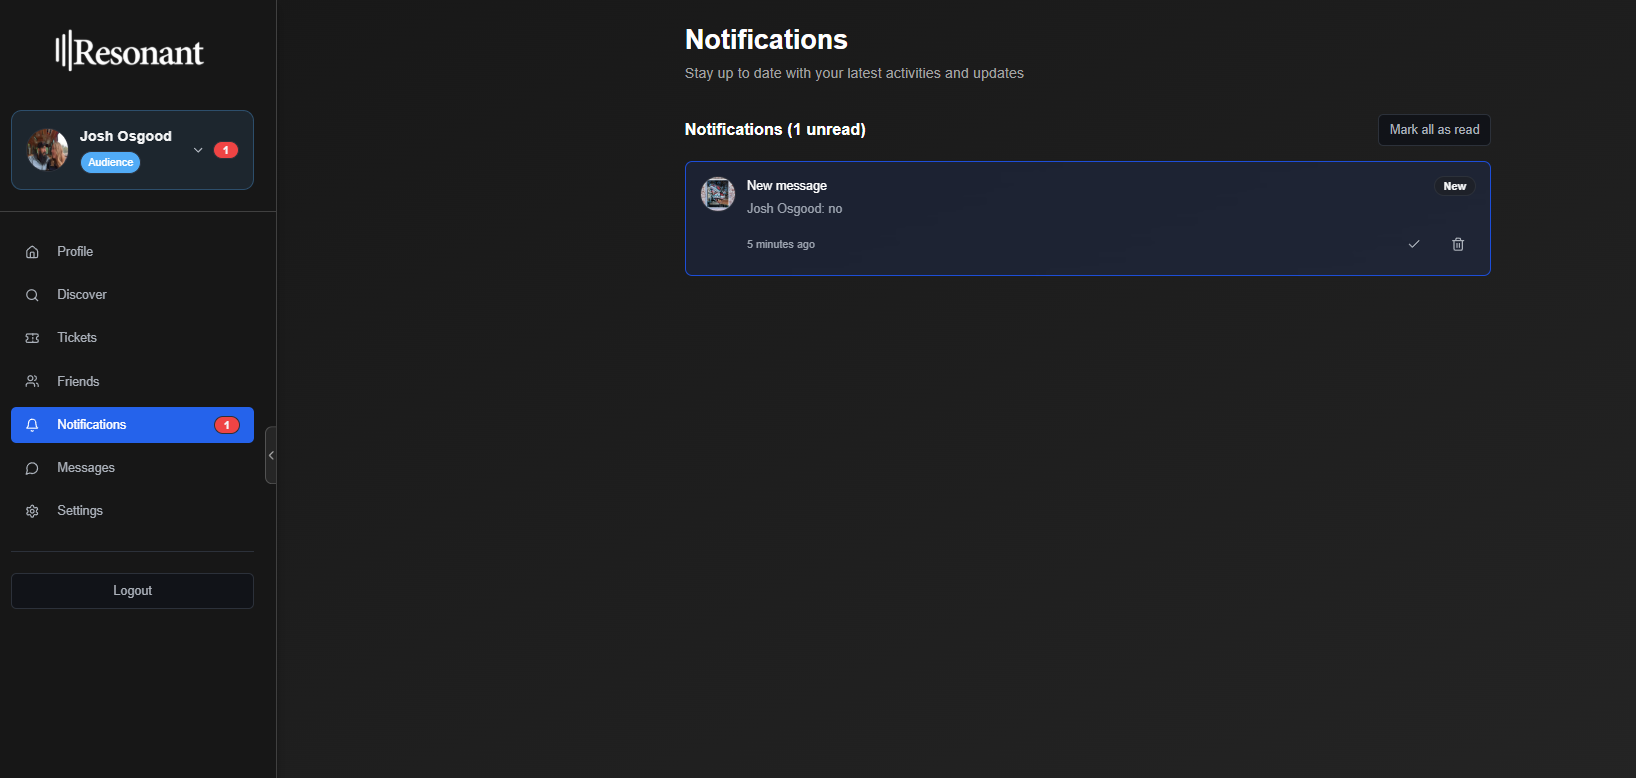 Resonant
Josh Osgood
Audience
1
Profile
Discover
Tickets
Friends
Notifications
1
Messages
Settings
Logout
Notifications
Stay up to date with your latest activities and updates
Notifications (1 unread)
Mark all as read
New message
New
Josh Osgood: no
5 minutes ago